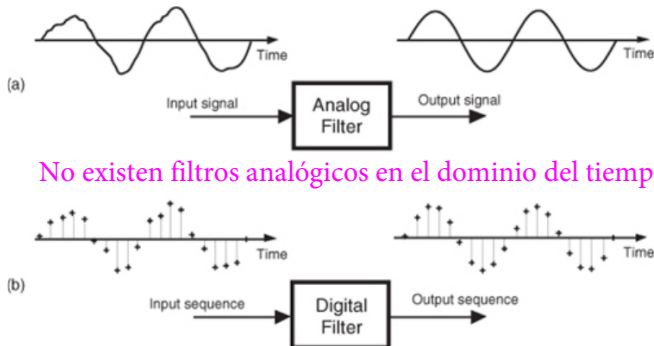 Time
Time
(a)
Input signal
Analog
Filter
Output signal
No existen filtros analógicos en el dominio del tiemp
Time
Time
(b)
Input sequence
Digital
Filter
Output sequence